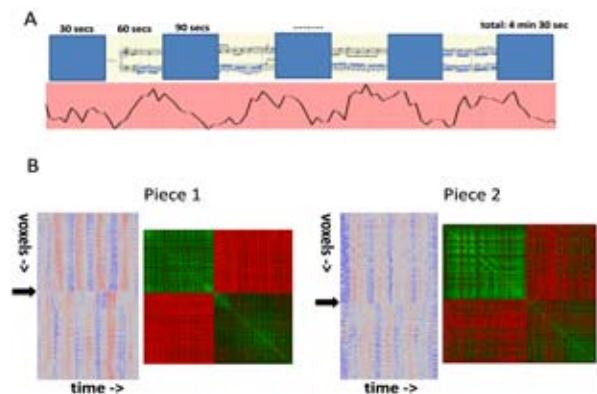 A
30 secs 60 secs 90 secs -------- total: 4 min 30 sec
B
Piece 1 Piece 2
voxels ->
voxels ->
time -> time ->